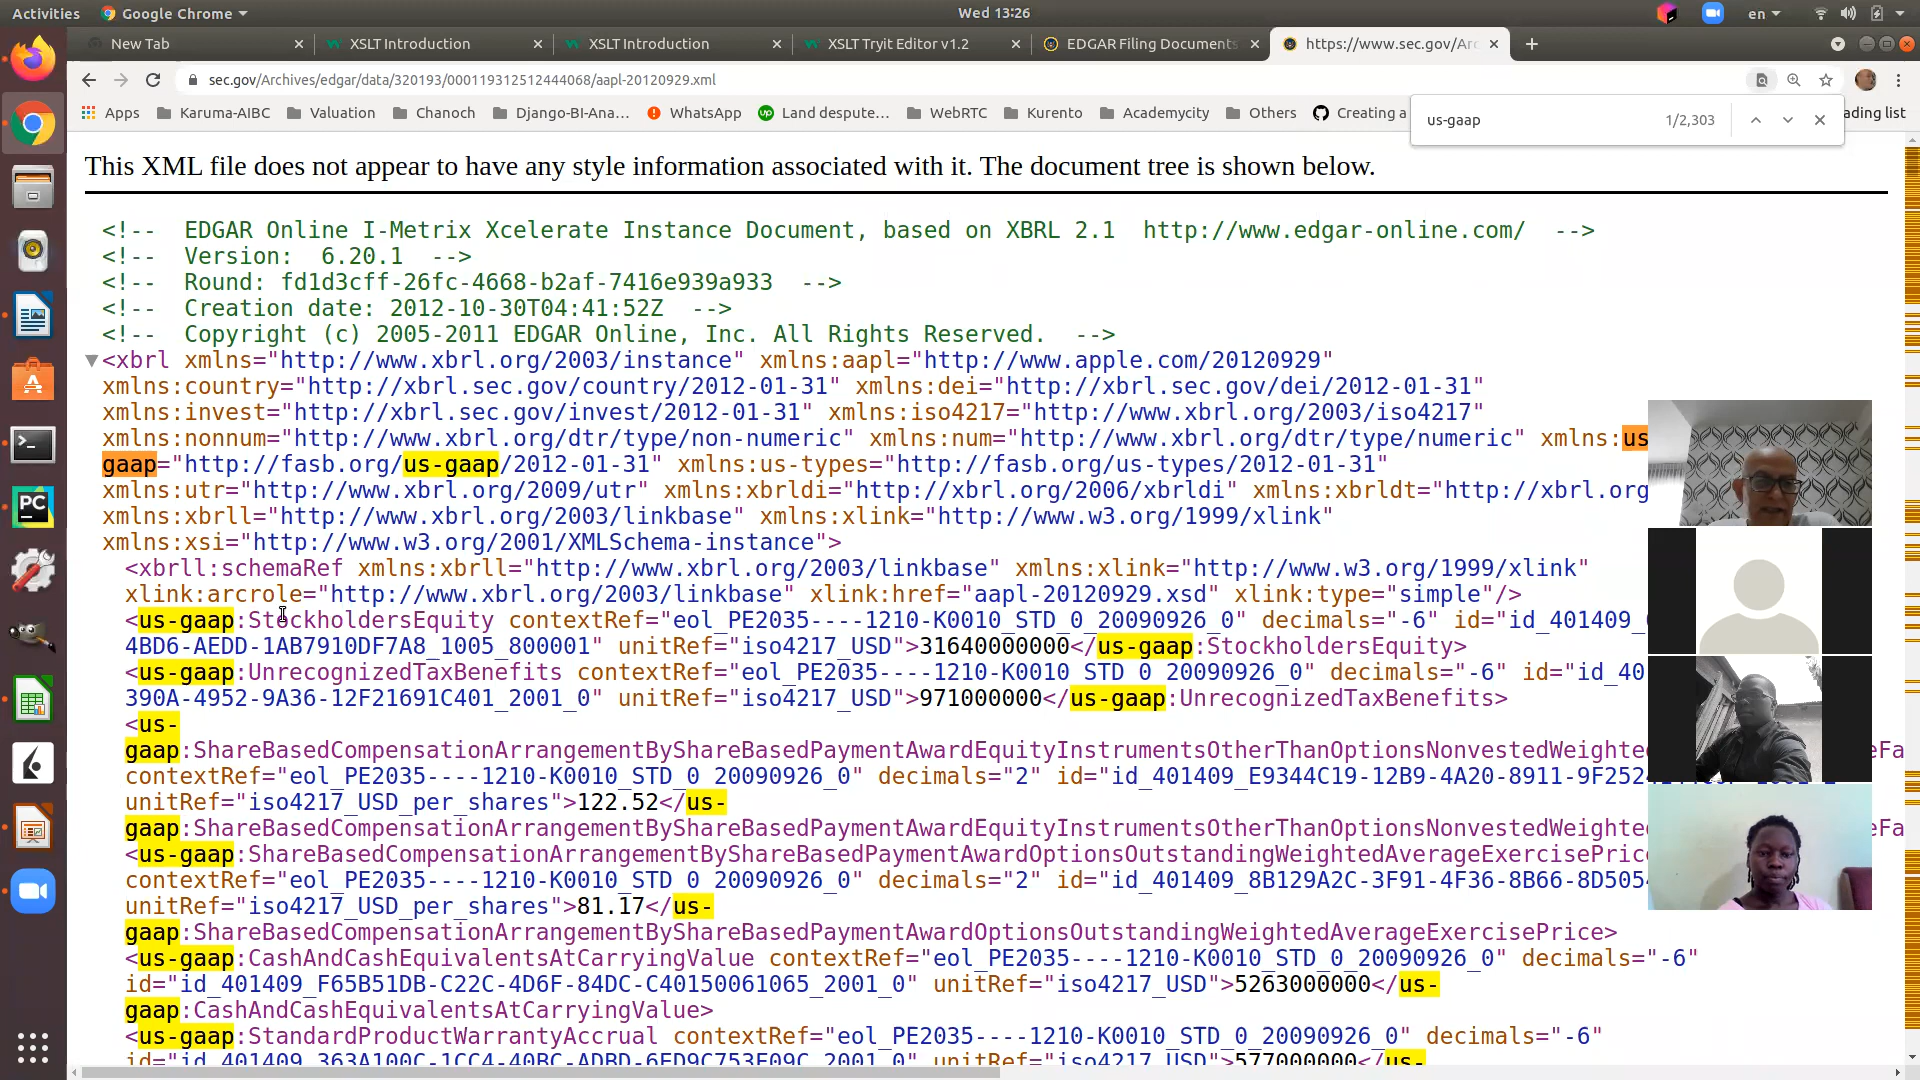 Activities
Google Chrome
Wed 13:26
en
New Tab
XSLT Introduction
XSLT Introduction
XSLT Tryit Editor v1.2
EDGAR Filing Documents
https://www.sec.gov/Arc
sec.gov/Archives/edgar/data/320193/000119312512444068/aapl-20120929.xml
Apps
Karuma-AIBC
Valuation
Chanoch
Django-BI-Ana...
WhatsApp
Land despute...
WebRTC
Kurento
Academycity
Others
Creating a
ading list
us-gaap
1/2,303
This XML file does not appear to have any style information associated with it. The document tree is shown below.
<!-- EDGAR Online I-Metrix Xcelerate Instance Document, based on XBRL 2.1 http://www.edgar-online.com/ -->
<!-- Version: 6.20.1 -->
<!-- Round: fd1d3cff-26fc-4668-b2af-7416e939a933 -->
<!-- Creation date: 2012-10-30T04:41:52Z -->
<!-- Copyright (c) 2005-2011 EDGAR Online, Inc. All Rights Reserved. -->
<xbrl xmlns="http://www.xbrl.org/2003/instance" xmlns:aapl="http://www.apple.com/20120929"
xmlns:country="http://xbrl.sec.gov/country/2012-01-31" xmlns:dei="http://xbrl.sec.gov/dei/2012-01-31"
xmlns:invest="http://xbrl.sec.gov/invest/2012-01-31" xmlns:iso4217="http://www.xbrl.org/2003/iso4217"
xmlns:nonnum="http://www.xbrl.org/dtr/type/non-numeric" xmlns:num="http://www.xbrl.org/dtr/type/numeric" xmlns:us
gaap="http://fasb.org/us-gaap/2012-01-31" xmlns:us-types="http://fasb.org/us-types/2012-01-31"
xmlns:utr="http://www.xbrl.org/2009/utr" xmlns:xbrldi="http://xbrl.org/2006/xbrldi" xmlns:xbrldt="http://xbrl.org
xmlns:xbrll="http://www.xbrl.org/2003/linkbase" xmlns:xlink="http://www.w3.org/1999/xlink"
xmlns:xsi="http://www.w3.org/2001/XMLSchema-instance">
<xbrll:schemaRef xmlns:xbrll="http://www.xbrl.org/2003/linkbase" xmlns:xlink="http://www.w3.org/1999/xlink"
xlink:arcrole="http://www.xbrl.org/2003/linkbase" xlink:href="aapl-20120929.xsd" xlink:type="simple"/>
<us-gaap:StockholdersEquity contextRef="eol_PE2035----1210-K0010_STD_0_20090926_0" decimals="-6" id="id_401409_
4BD6-AEDD-1AB7910DF7A8_1005_800001" unitRef="iso4217_USD">31640000000</us-gaap:StockholdersEquity>
<us-gaap:UnrecognizedTaxBenefits contextRef="eol_PE2035----1210-K0010_STD_0_20090926_0" decimals="-6" id="id_40
390A-4952-9A36-12F21691C401_2001_0" unitRef="iso4217_USD">971000000</us-gaap:UnrecognizedTaxBenefits>
<us-
gaap:ShareBasedCompensationArrangementByShareBasedPaymentAwardEquityInstrumentsOtherThanOptionsNonvestedWeighted
contextRef="eol_PE2035----1210-K0010_STD_0_20090926_0" decimals="2" id="id_401409_E9344C19-12B9-4A20-8911-9F252
unitRef="iso4217_USD_per_shares">122.52</us-
gaap:ShareBasedCompensationArrangementByShareBasedPaymentAwardEquityInstrumentsOtherThanOptionsNonvestedWeighted
<us-gaap:ShareBasedCompensationArrangementByShareBasedPaymentAwardOptionsOutstandingWeightedAverageExercisePrice
contextRef="eol_PE2035----1210-K0010_STD_0_20090926_0" decimals="2" id="id_401409_8B129A2C-3F91-4F36-8B66-8D505
unitRef="iso4217_USD_per_shares">81.17</us-
gaap:ShareBasedCompensationArrangementByShareBasedPaymentAwardOptionsOutstandingWeightedAverageExercisePrice>
<us-gaap:CashAndCashEquivalentsAtCarryingValue contextRef="eol_PE2035----1210-K0010_STD_0_20090926_0" decimals="-6"
id="id_401409_F65B51DB-C22C-4D6F-84DC-C40150061065_2001_0" unitRef="iso4217_USD">5263000000</us-
gaap:CashAndCashEquivalentsAtCarryingValue>
<us-gaap:StandardProductWarrantyAccrual contextRef="eol_PE2035----1210-K0010_STD_0_20090926_0" decimals="-6"
id="id_401409_363A100C-1CC4-40BC-ADBD-6FD9C753E09C_2001_0" unitRef="iso4217_USD">577000000</us-